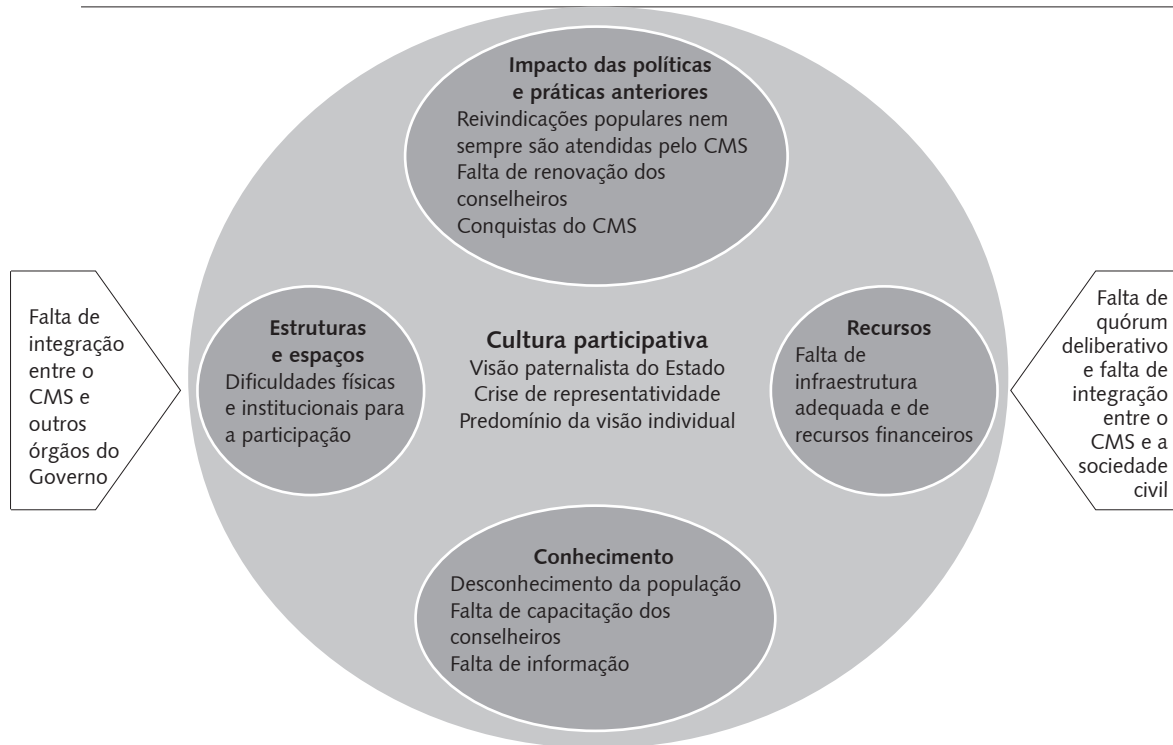 Impacto das políticas
e práticas anteriores
Reivindicações populares nem
sempre são atendidas pelo CMS
Falta de renovação dos
conselheiros
Conquistas do CMS
Falta de
integração
entre o
CMS e
outros
órgãos do
Governo
Estruturas
e espaços
Dificuldades físicas
e institucionais para
a participação
Cultura participativa
Visão paternalista do Estado
Crise de representatividade
Predomínio da visão individual
Recursos
Falta de
infraestrutura
adequada e de
recursos financeiros
Falta de
quórum
deliberativo
e falta de
integração
entre o
CMS e a
sociedade
civil
Conhecimento
Desconhecimento da população
Falta de capacitação dos
conselheiros
Falta de informação